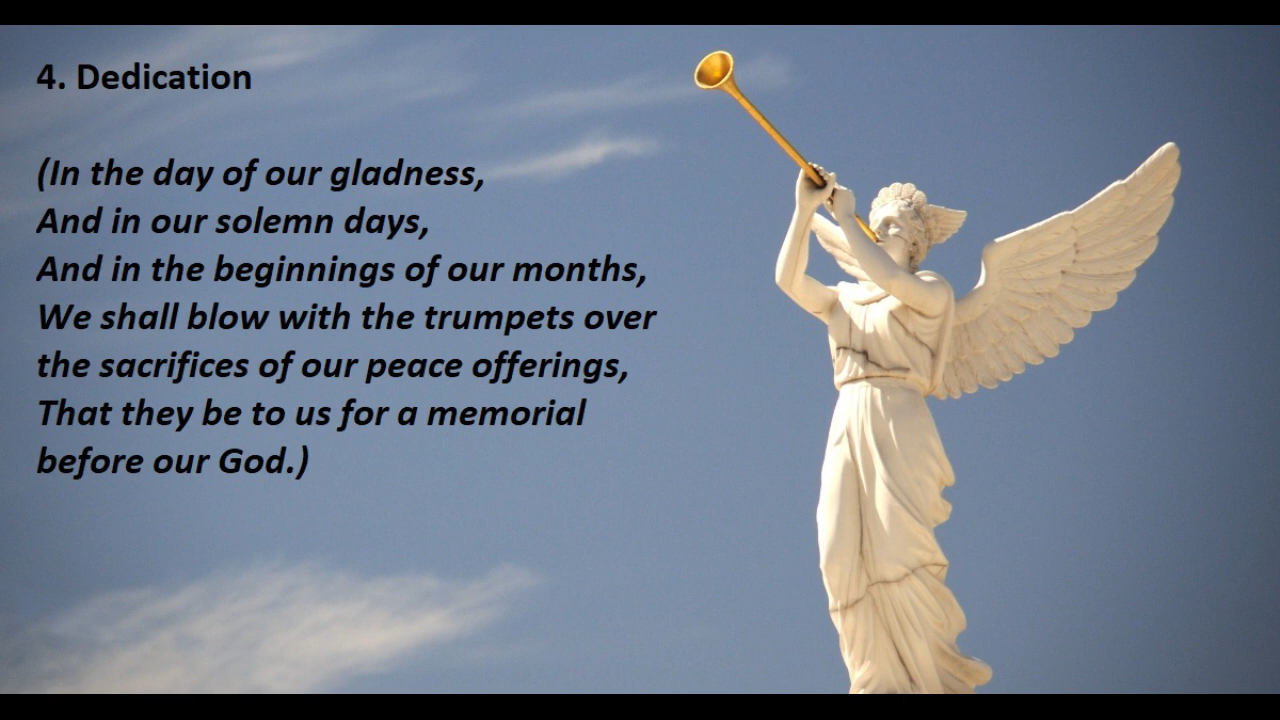 4. Dedication
(In the day of our gladness,
And in our solemn days,
And in the beginnings of our months,
We shall blow with the trumpets over
the sacrifices of our peace offerings,
That they be to us for a memorial
before our God.)